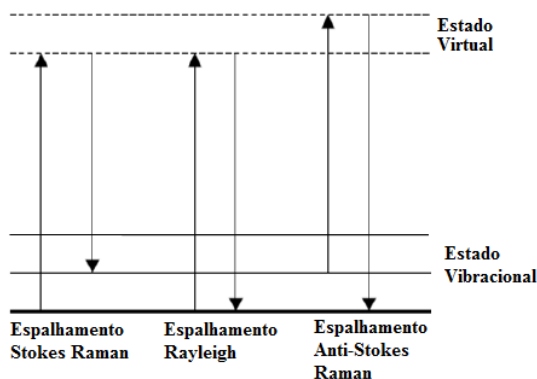 Estado
Virtual
Estado
Vibracional
Espalhamento
Stokes Raman
Espalhamento
Rayleigh
Espalhamento
Anti-Stokes
Raman